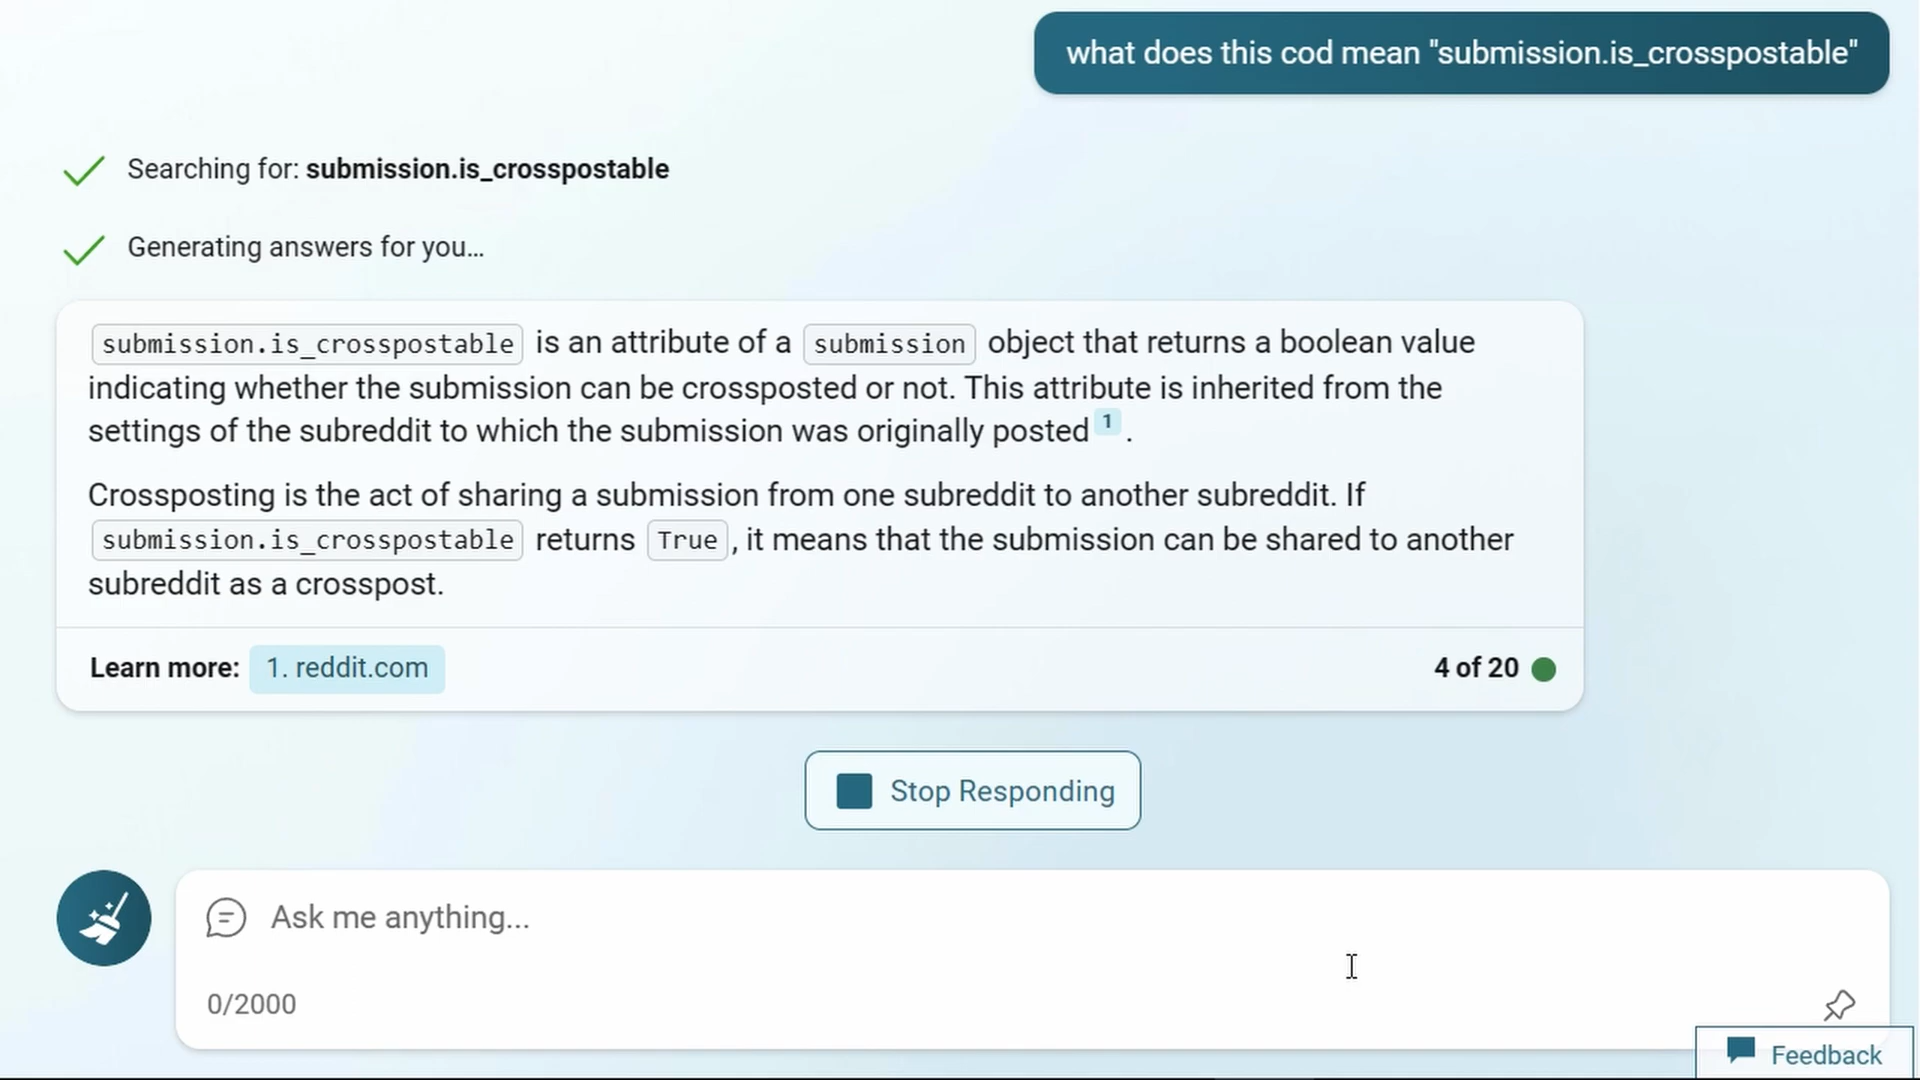 what does this cod mean "submission.is_crosspostable"
Searching for: submission.is_crosspostable
Generating answers for you...
submission.is_crosspostable is an attribute of a submission object that returns a boolean value
indicating whether the submission can be crossposted or not. This attribute is inherited from the
settings of the subreddit to which the submission was originally posted 1 .
Crossposting is the act of sharing a submission from one subreddit to another subreddit. If
submission.is_crosspostable returns True , it means that the submission can be shared to another
subreddit as a crosspost.
Learn more: 1. reddit.com 4 of 20
Stop Responding
Ask me anything...
0/2000
Feedback